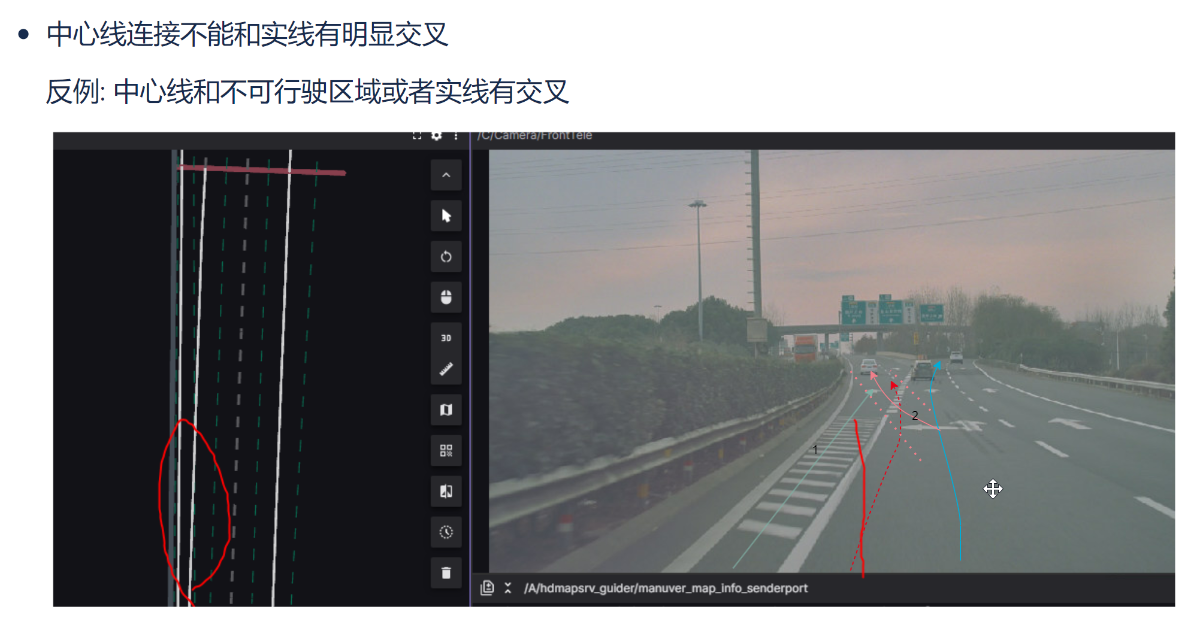 中心线连接不能和实线有明显交叉
反例: 中心线和不可行驶区域或者实线有交叉
/C/Camera/FrontTele
3D
1
2
/A/hdmapsrv_guider/manuver_map_info_senderport